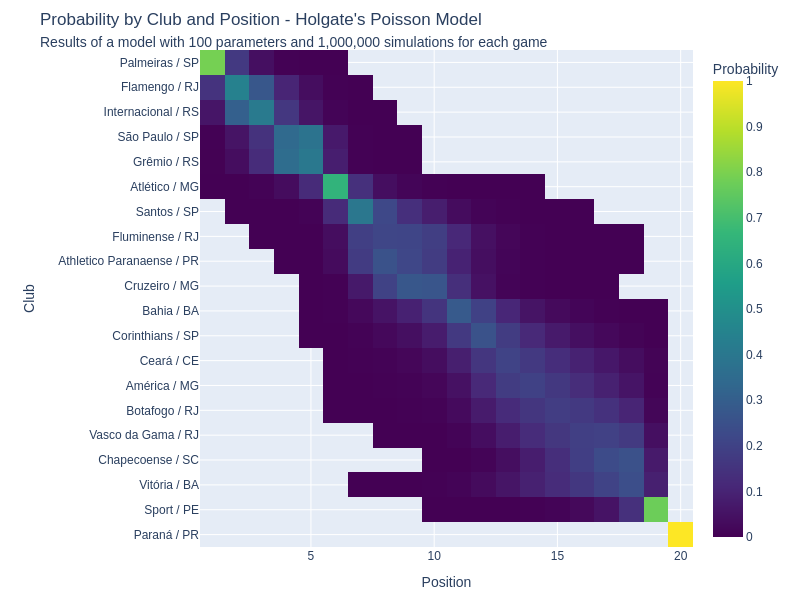 Probability by Club and Position - Holgate's Poisson Model
Results of a model with 100 parameters and 1,000,000 simulations for each game
Probability
Palmeiras / SP
Flamengo / RJ
Internacional / RS
São Paulo / SP
Grêmio / RS
Atlético / MG
Santos / SP
Fluminense / RJ
Athletico Paranaense / PR
Cruzeiro / MG
Bahia / BA
Corinthians / SP
Ceará / CE
América / MG
Botafogo / RJ
Vasco da Gama / RJ
Chapecoense / SC
Vitória / BA
Sport / PE
Paraná / PR
Club
5
10
15
20
Position
1
0.9
0.8
0.7
0.6
0.5
0.4
0.3
0.2
0.1
0